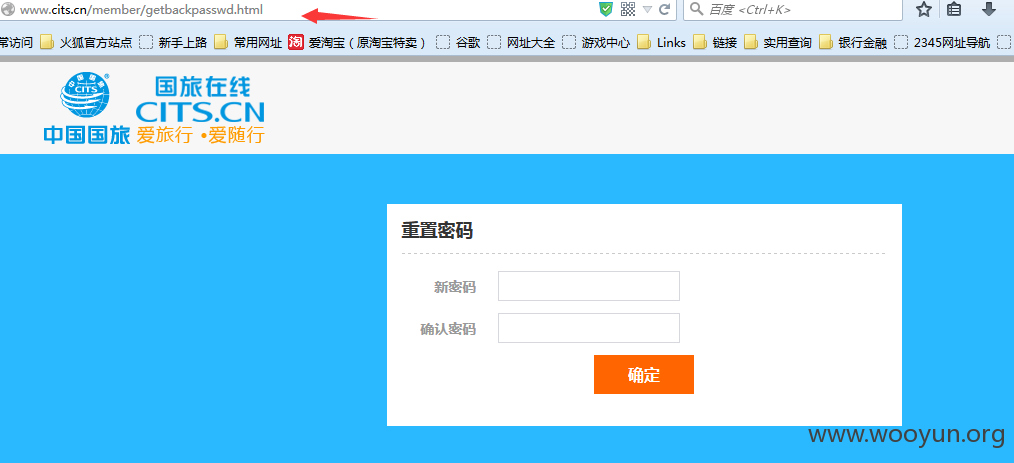 www.cits.cn/member/getbackpasswd.html
百度 <Ctrl+K>
常访问 火狐官方站点 新手上路 常用网址 淘 爱淘宝（原淘宝特卖） 谷歌 网址大全 游戏中心 Links 链接 实用查询 银行金融 2345网址导航
CITS
国旅在线
CITS.CN
中国国旅 爱旅行·爱随行
重置密码
新密码
确认密码
确定
www.wooyun.org